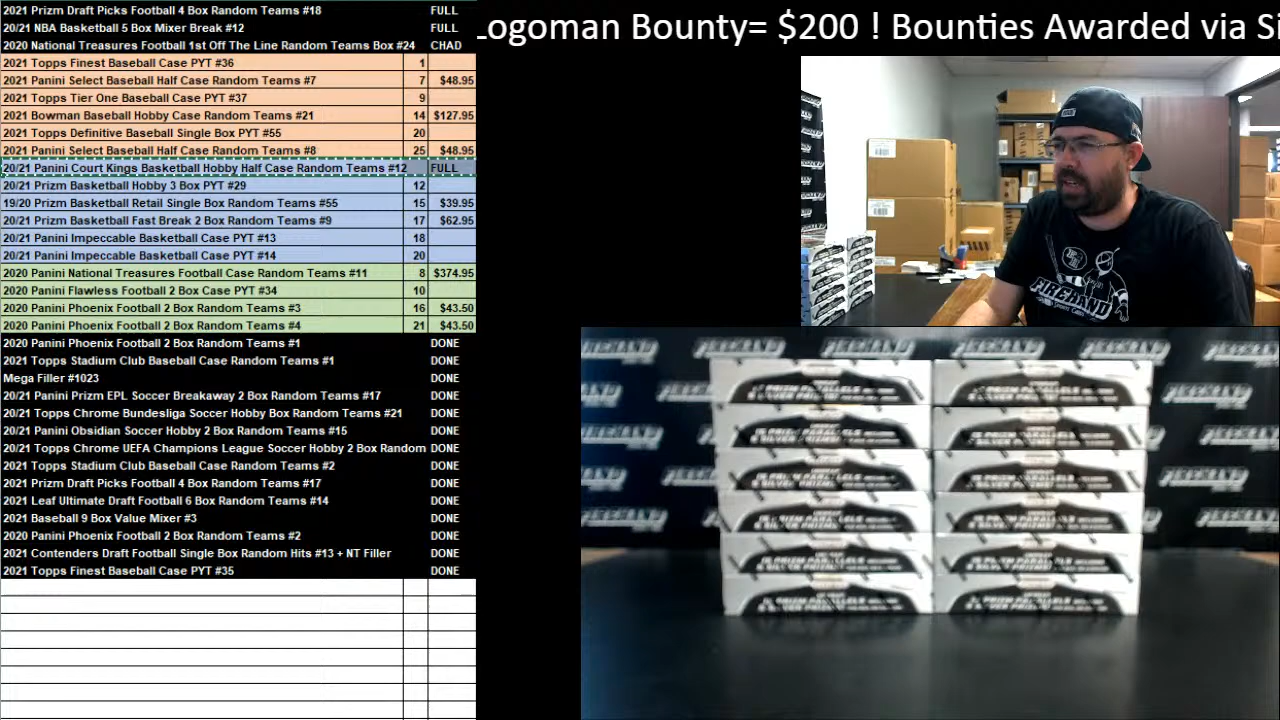 2021 Prizm Draft Picks Football 4 Box Random Teams #18 FULL
20/21 NBA Basketball 5 Box Mixer Break #12 FULL
2020 National Treasures Football 1st Off The Line Random Teams Box #24 CHAD
2021 Topps Finest Baseball Case PYT #36 1
2021 Panini Select Baseball Half Case Random Teams #7 7 $48.95
2021 Topps Tier One Baseball Case PYT #37 9
2021 Bowman Baseball Hobby Case Random Teams #21 14 $127.95
2021 Topps Definitive Baseball Single Box PYT #55 20
2021 Panini Select Baseball Half Case Random Teams #8 25 $48.95
20/21 Panini Court Kings Basketball Hobby Half Case Random Teams #12 FULL
20/21 Prizm Basketball Hobby 3 Box PYT #29 12
19/20 Prizm Basketball Retail Single Box Random Teams #55 15 $39.95
20/21 Prizm Basketball Fast Break 2 Box Random Teams #9 17 $62.95
20/21 Panini Impeccable Basketball Case PYT #13 18
20/21 Panini Impeccable Basketball Case PYT #14 20
2020 Panini National Treasures Football Case Random Teams #11 8 $374.95
2020 Panini Flawless Football 2 Box Case PYT #34 10
2020 Panini Phoenix Football 2 Box Random Teams #3 16 $43.50
2020 Panini Phoenix Football 2 Box Random Teams #4 21 $43.50
2020 Panini Phoenix Football 2 Box Random Teams #1 DONE
2021 Topps Stadium Club Baseball Case Random Teams #1 DONE
Mega Filler #1023 DONE
20/21 Panini Prizm EPL Soccer Breakaway 2 Box Random Teams #17 DONE
20/21 Topps Chrome Bundesliga Soccer Hobby Box Random Teams #21 DONE
20/21 Panini Obsidian Soccer Hobby 2 Box Random Teams #15 DONE
20/21 Topps Chrome UEFA Champions League Soccer Hobby 2 Box Random DONE
2021 Topps Stadium Club Baseball Case Random Teams #2 DONE
2021 Prizm Draft Picks Football 4 Box Random Teams #17 DONE
2021 Leaf Ultimate Draft Football 6 Box Random Teams #14 DONE
2021 Baseball 9 Box Value Mixer #3 DONE
2020 Panini Phoenix Football 2 Box Random Teams #2 DONE
2021 Contenders Draft Football Single Box Random Hits #13 + NT Filler DONE
2021 Topps Finest Baseball Case PYT #35 DONE
Logoman Bounty= $200 ! Bounties Awarded via Si
FIREHAND